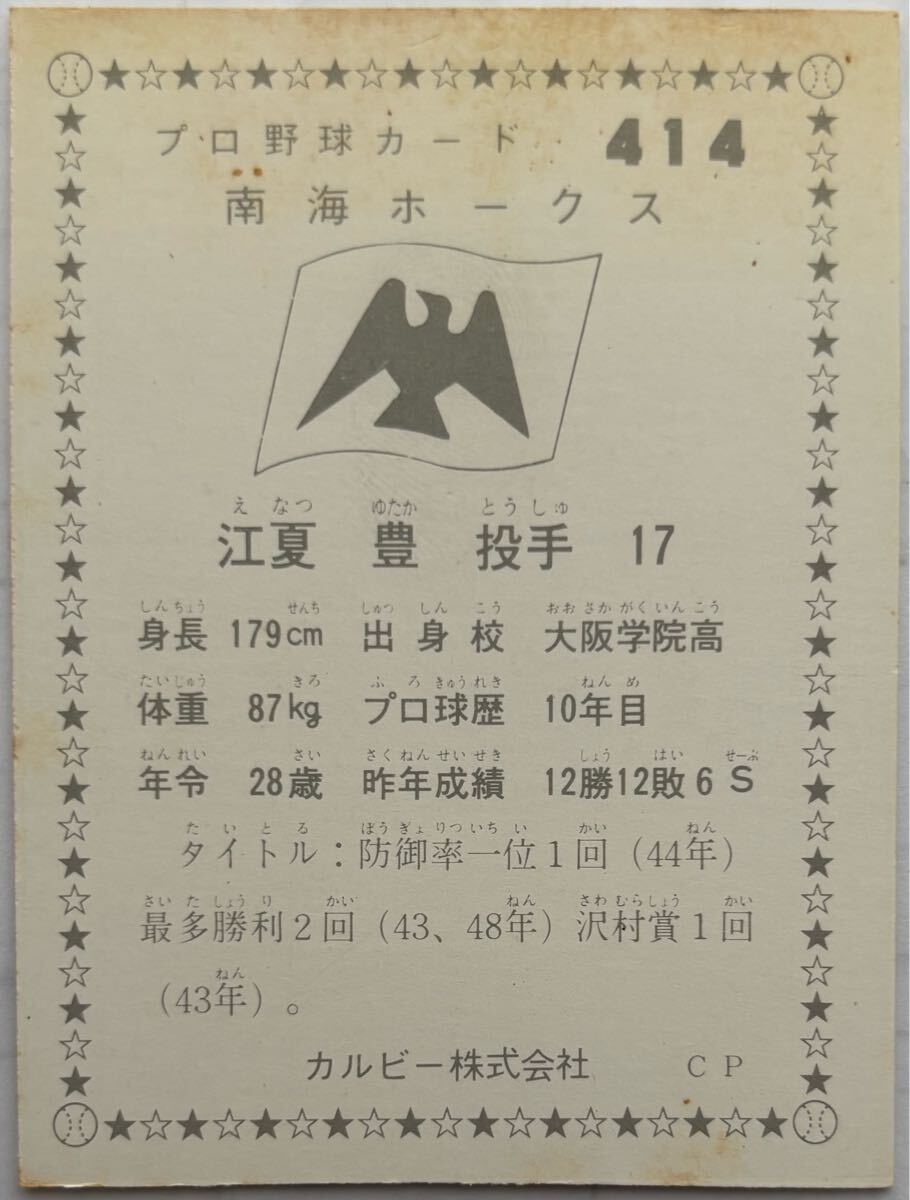 プロ野球カード 414
南海ホークス
えなつ ゆたか とうしゅ
江夏 豊 投手 17
しんちょう せんち しゅっしんこう おおさかがくいんこう
身長 179cm 出身校 大阪学院高
たいじゅう きろ ぷろきゅうれき ねんめ
体重 87kg プロ球歴 10年目
ねんれい さい さくねんせいせき しょう はい せーぶ
年令 28歳 昨年成績 12勝12敗6S
たいとる ぼうぎょりついちい かい ねん
タイトル：防御率一位1回（44年）
さいたしょうり かい ねん さわむらしょう かい
最多勝利2回（43、48年）沢村賞1回
ねん
（43年）。
カルビー株式会社 CP